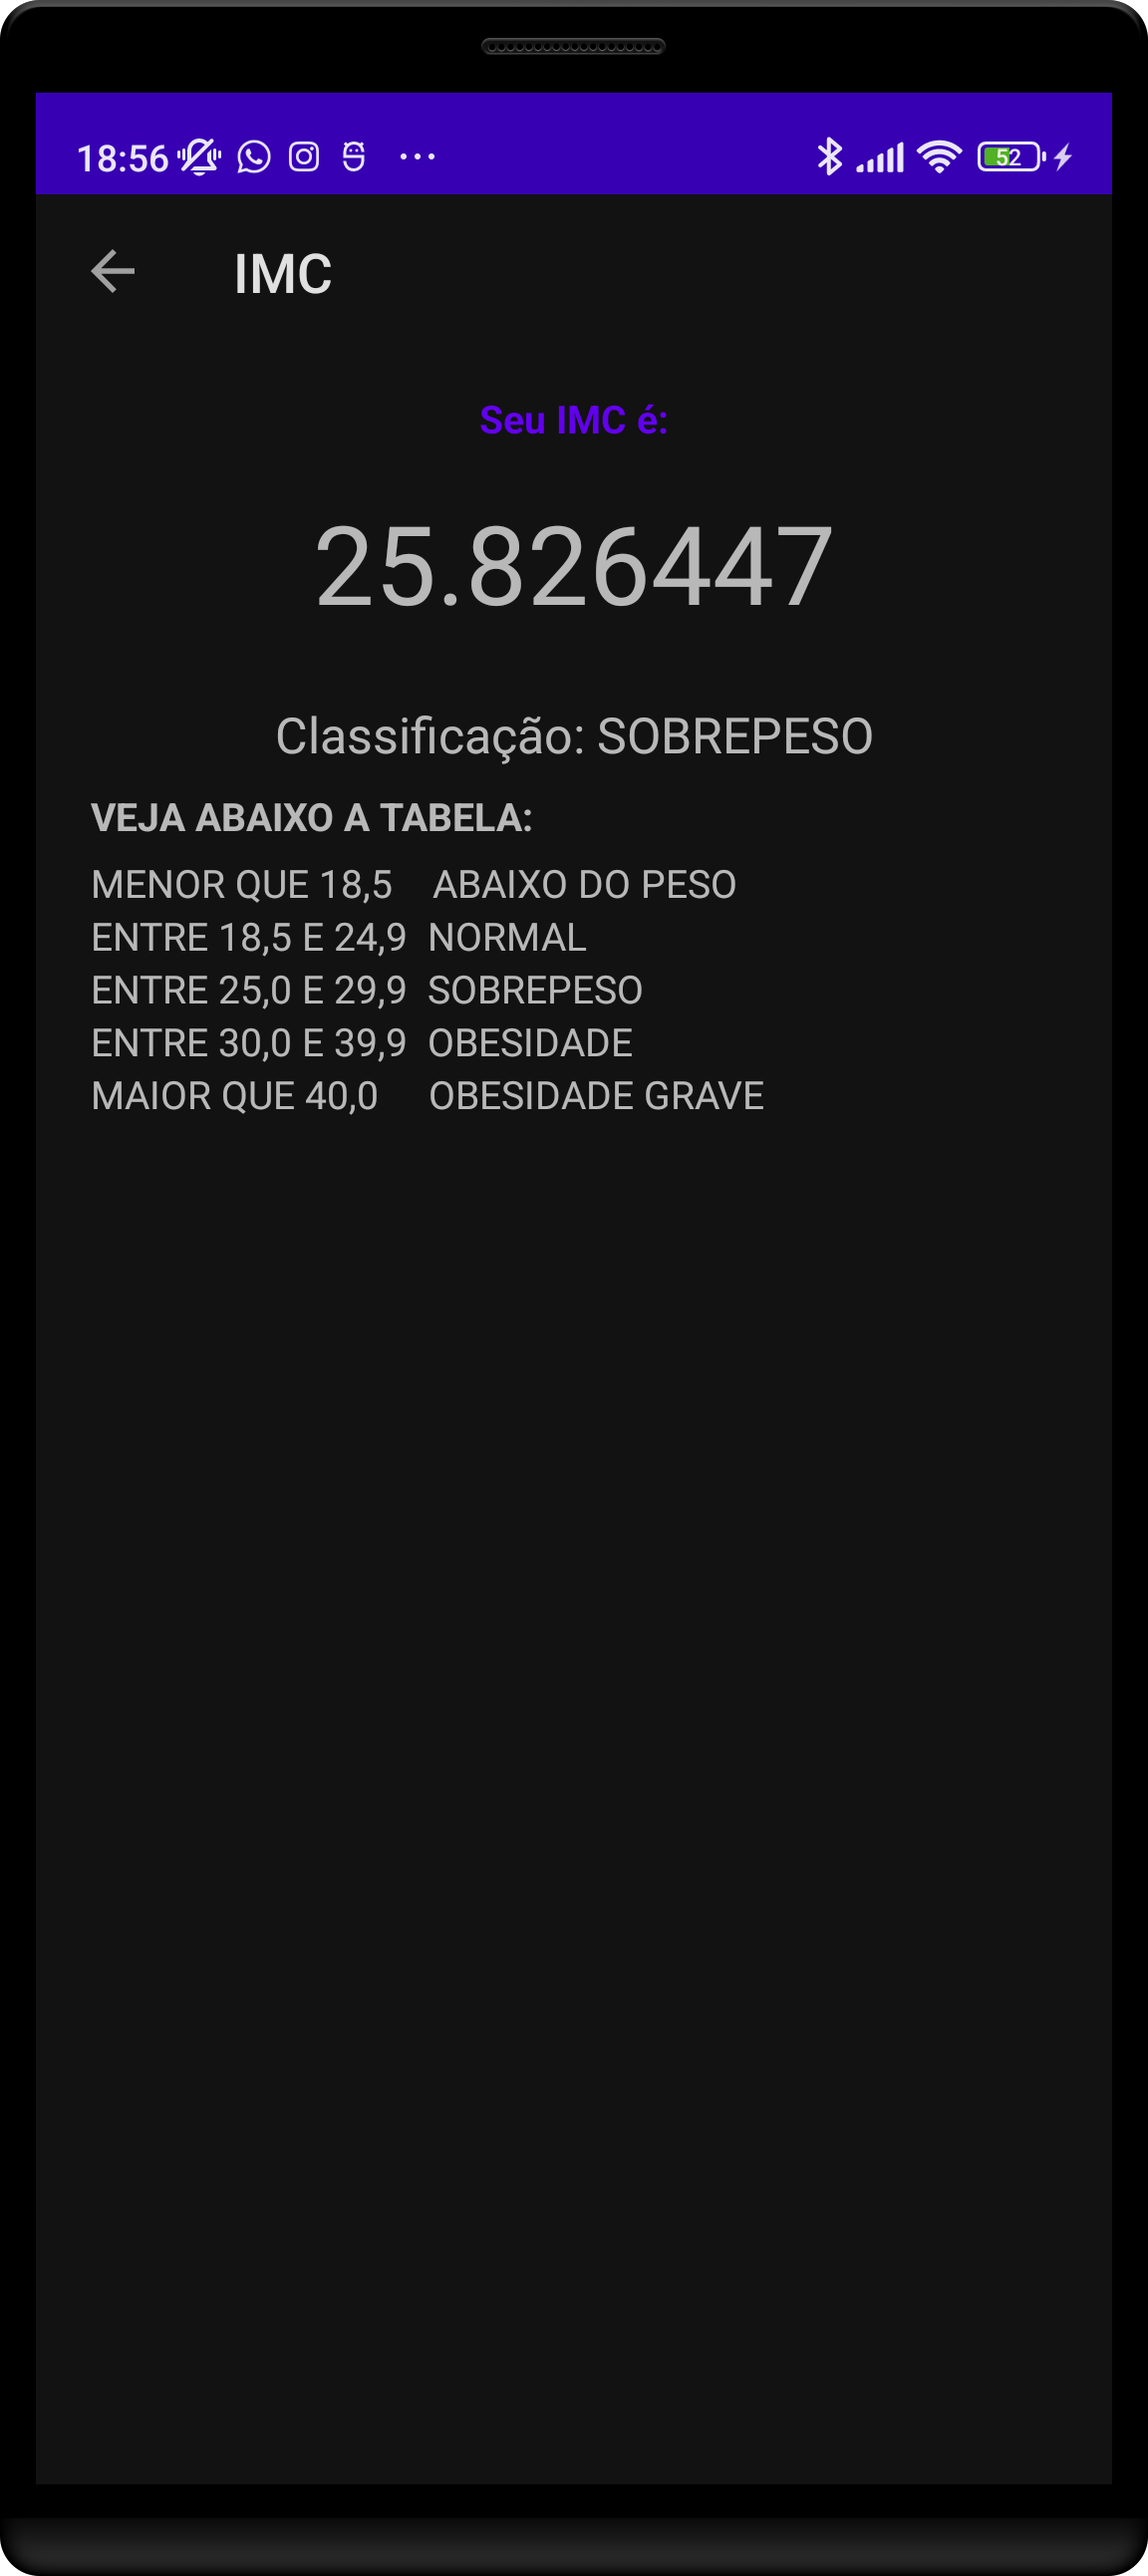 18:56
52
IMC
Seu IMC é:
25.826447
Classificação: SOBREPESO
VEJA ABAIXO A TABELA:
MENOR QUE 18,5 ABAIXO DO PESO
ENTRE 18,5 E 24,9 NORMAL
ENTRE 25,0 E 29,9 SOBREPESO
ENTRE 30,0 E 39,9 OBESIDADE
MAIOR QUE 40,0 OBESIDADE GRAVE